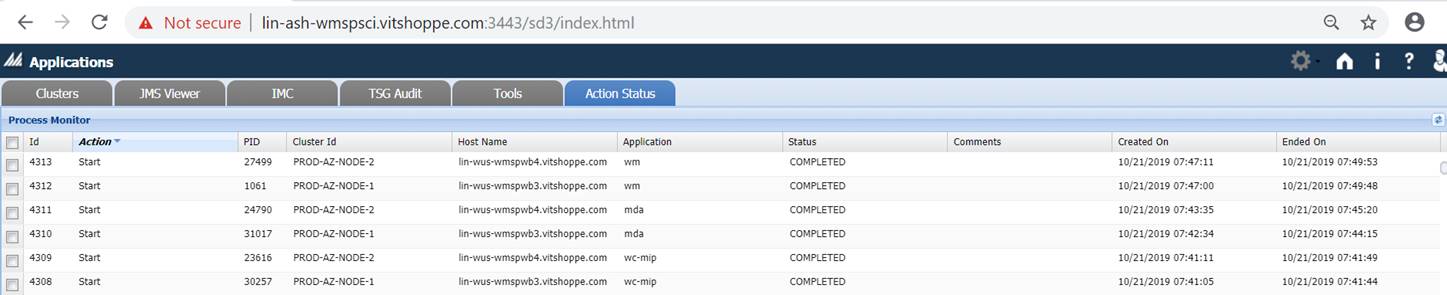 Not secure | lin-ash-wmspsci.vitshoppe.com:3443/sd3/index.html
Applications
Clusters JMS Viewer IMC TSG Audit Tools Action Status
Process Monitor
Id Action PID Cluster Id Host Name Application Status Comments Created On Ended On
4313 Start 27499 PROD-AZ-NODE-2 lin-wus-wmspwb4.vitshoppe.com wm COMPLETED 10/21/2019 07:47:11 10/21/2019 07:49:53
4312 Start 1061 PROD-AZ-NODE-1 lin-wus-wmspwb3.vitshoppe.com wm COMPLETED 10/21/2019 07:47:00 10/21/2019 07:49:48
4311 Start 24790 PROD-AZ-NODE-2 lin-wus-wmspwb4.vitshoppe.com mda COMPLETED 10/21/2019 07:43:35 10/21/2019 07:45:20
4310 Start 31017 PROD-AZ-NODE-1 lin-wus-wmspwb3.vitshoppe.com mda COMPLETED 10/21/2019 07:42:34 10/21/2019 07:44:15
4309 Start 23616 PROD-AZ-NODE-2 lin-wus-wmspwb4.vitshoppe.com wc-mip COMPLETED 10/21/2019 07:41:11 10/21/2019 07:41:49
4308 Start 30257 PROD-AZ-NODE-1 lin-wus-wmspwb3.vitshoppe.com wc-mip COMPLETED 10/21/2019 07:41:05 10/21/2019 07:41:44